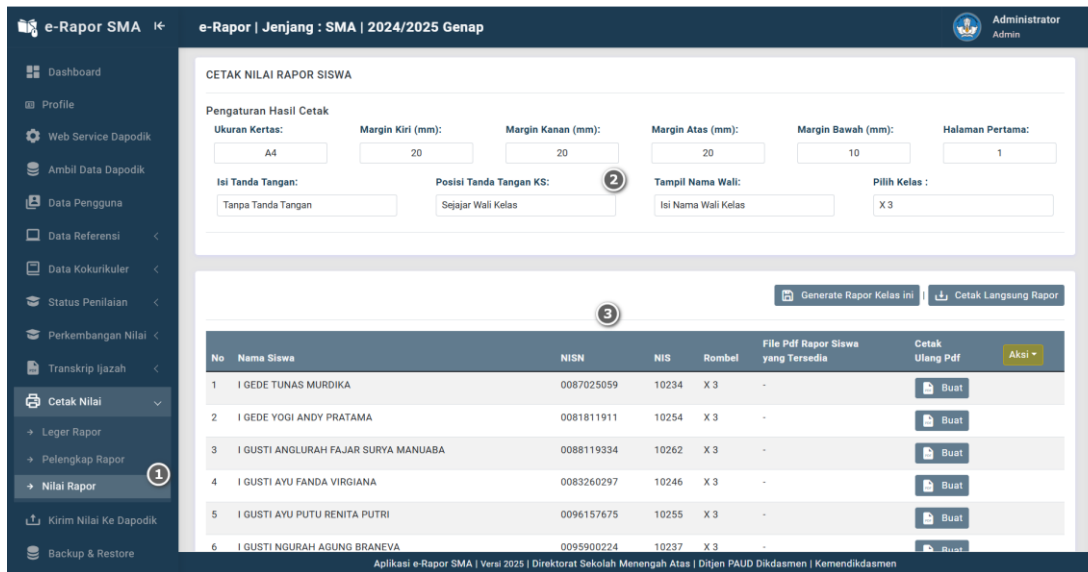 e-Rapor SMA
e-Rapor | Jenjang : SMA | 2024/2025 Genap
Administrator
Admin
Dashboard
Profile
Web Service Dapodik
Ambil Data Dapodik
Data Pengguna
Data Referensi
Data Kokurikuler
Status Penilaian
Perkembangan Nilai
Transkrip Ijazah
Cetak Nilai
Leger Rapor
Pelengkap Rapor
1
Nilai Rapor
Kirim Nilai Ke Dapodik
Backup & Restore
CETAK NILAI RAPOR SISWA
Pengaturan Hasil Cetak
Ukuran Kertas: Margin Kiri (mm): Margin Kanan (mm): Margin Atas (mm): Margin Bawah (mm): Halaman Pertama:
A4 20 20 20 10 1
Isi Tanda Tangan: Posisi Tanda Tangan KS: 2 Tampil Nama Wali: Pilih Kelas :
Tanpa Tanda Tangan Sejajar Wali Kelas Isi Nama Wali Kelas X 3
Generate Rapor Kelas ini | Cetak Langsung Rapor
3
No Nama Siswa NISN NIS Rombel File Pdf Rapor Siswa yang Tersedia Cetak Ulang Pdf Aksi
1 I GEDE TUNAS MURDIKA 0087025059 10234 X 3 - Buat
2 I GEDE YOGI ANDY PRATAMA 0081811911 10254 X 3 - Buat
3 I GUSTI ANGLURAH FAJAR SURYA MANUABA 0088119334 10262 X 3 - Buat
4 I GUSTI AYU FANDA VIRGIANA 0083260297 10246 X 3 - Buat
5 I GUSTI AYU PUTU RENITA PUTRI 0096157675 10255 X 3 - Buat
6 I GUSTI NGURAH AGUNG BRANEVA 0095900224 10237 X 3 - Buat
Aplikasi e-Rapor SMA | Versi 2025 | Direktorat Sekolah Menengah Atas | Ditjen PAUD Dikdasmen | Kemendikdasmen